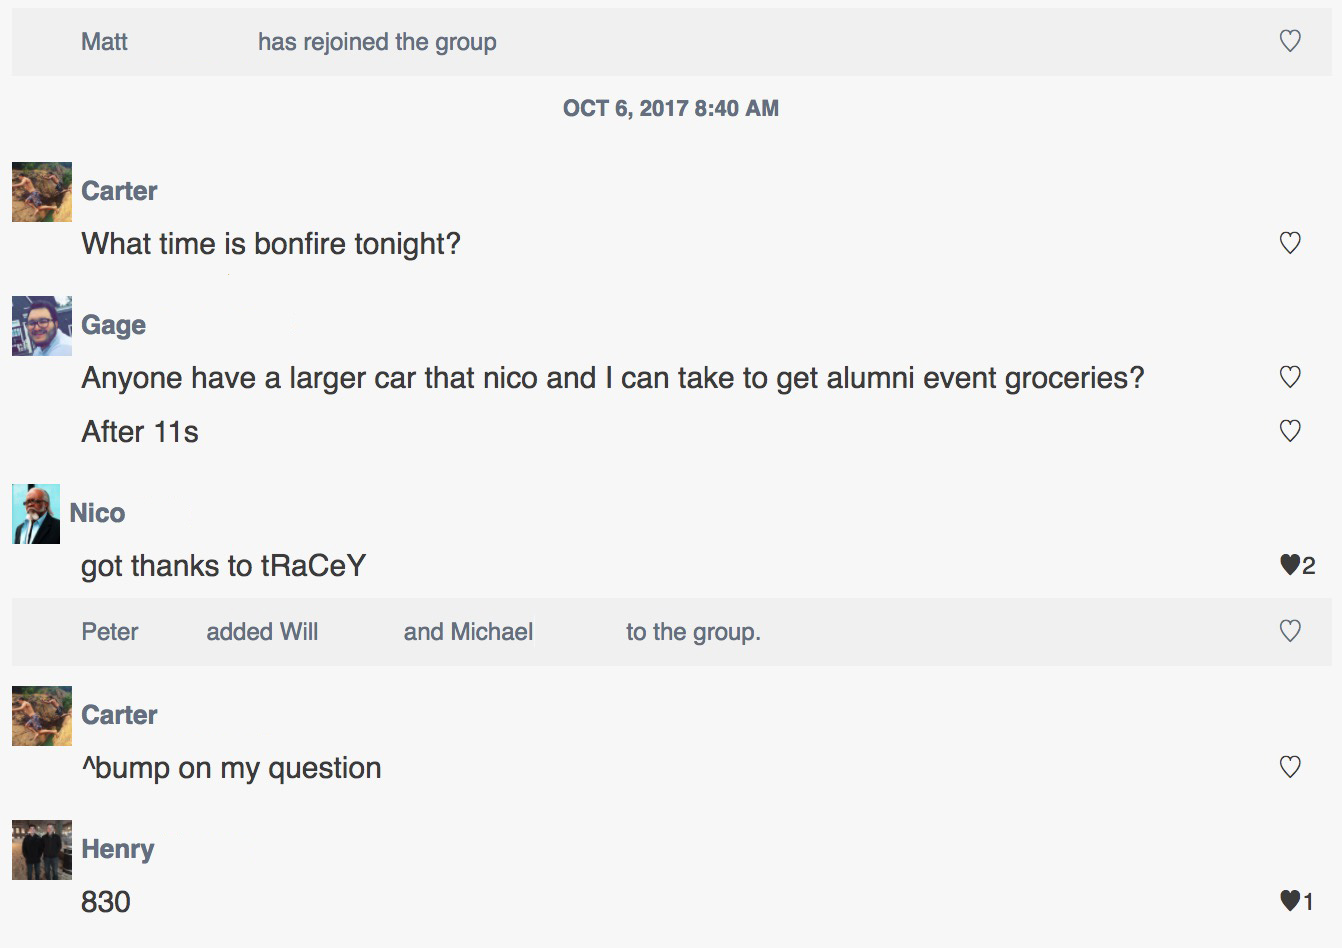 Matt has rejoined the group
OCT 6, 2017 8:40 AM
Carter
What time is bonfire tonight?
Gage
Anyone have a larger car that nico and I can take to get alumni event groceries?
After 11s
Nico
got thanks to tRaCeY
2
Peter added Will and Michael to the group.
Carter
^bump on my question
Henry
830
1